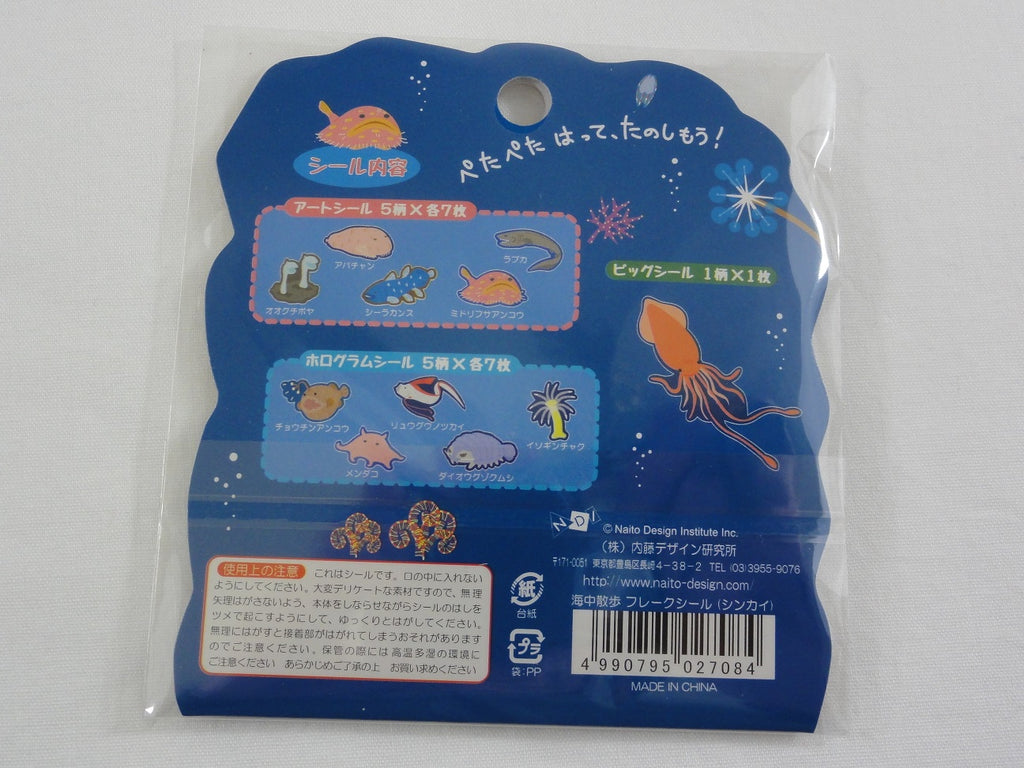 ぺたぺた はって、たのしもう!
シール内容
アートシール 5柄×各7枚
アバチャン
ラブカ
オオグチボヤ
シーラカンス
ミドリフサアンコウ
ビッグシール 1柄×1枚
ホログラムシール 5柄×各7枚
チョウチンアンコウ
リュウグウノツカイ
イソギンチャク
メンダコ
ダイオウグソクムシ
NDI
© Naito Design Institute Inc.
(株) 内藤デザイン研究所
〒171-0051 東京都豊島区長崎4-38-2 TEL (03)3955-9076
http://www.naito-design.com/
海中散歩 フレークシール (シンカイ)
使用上の注意 これはシールです。口の中に入れない
ようにしてください。大変デリケートな素材ですので、無理
矢理はがさないよう、本体をしならせながらシールのはしを
ツメで起こすようにして、ゆっくりとはがしてください。
無理にはがすと接着部がはがれてしまうおそれがあります
のでご注意ください。保管の際には高温多湿の環境に
ご注意ください あらかじめご了承の上 お買い求めください
紙
台紙
プラ
袋:PP
4 990795 027084
MADE IN CHINA